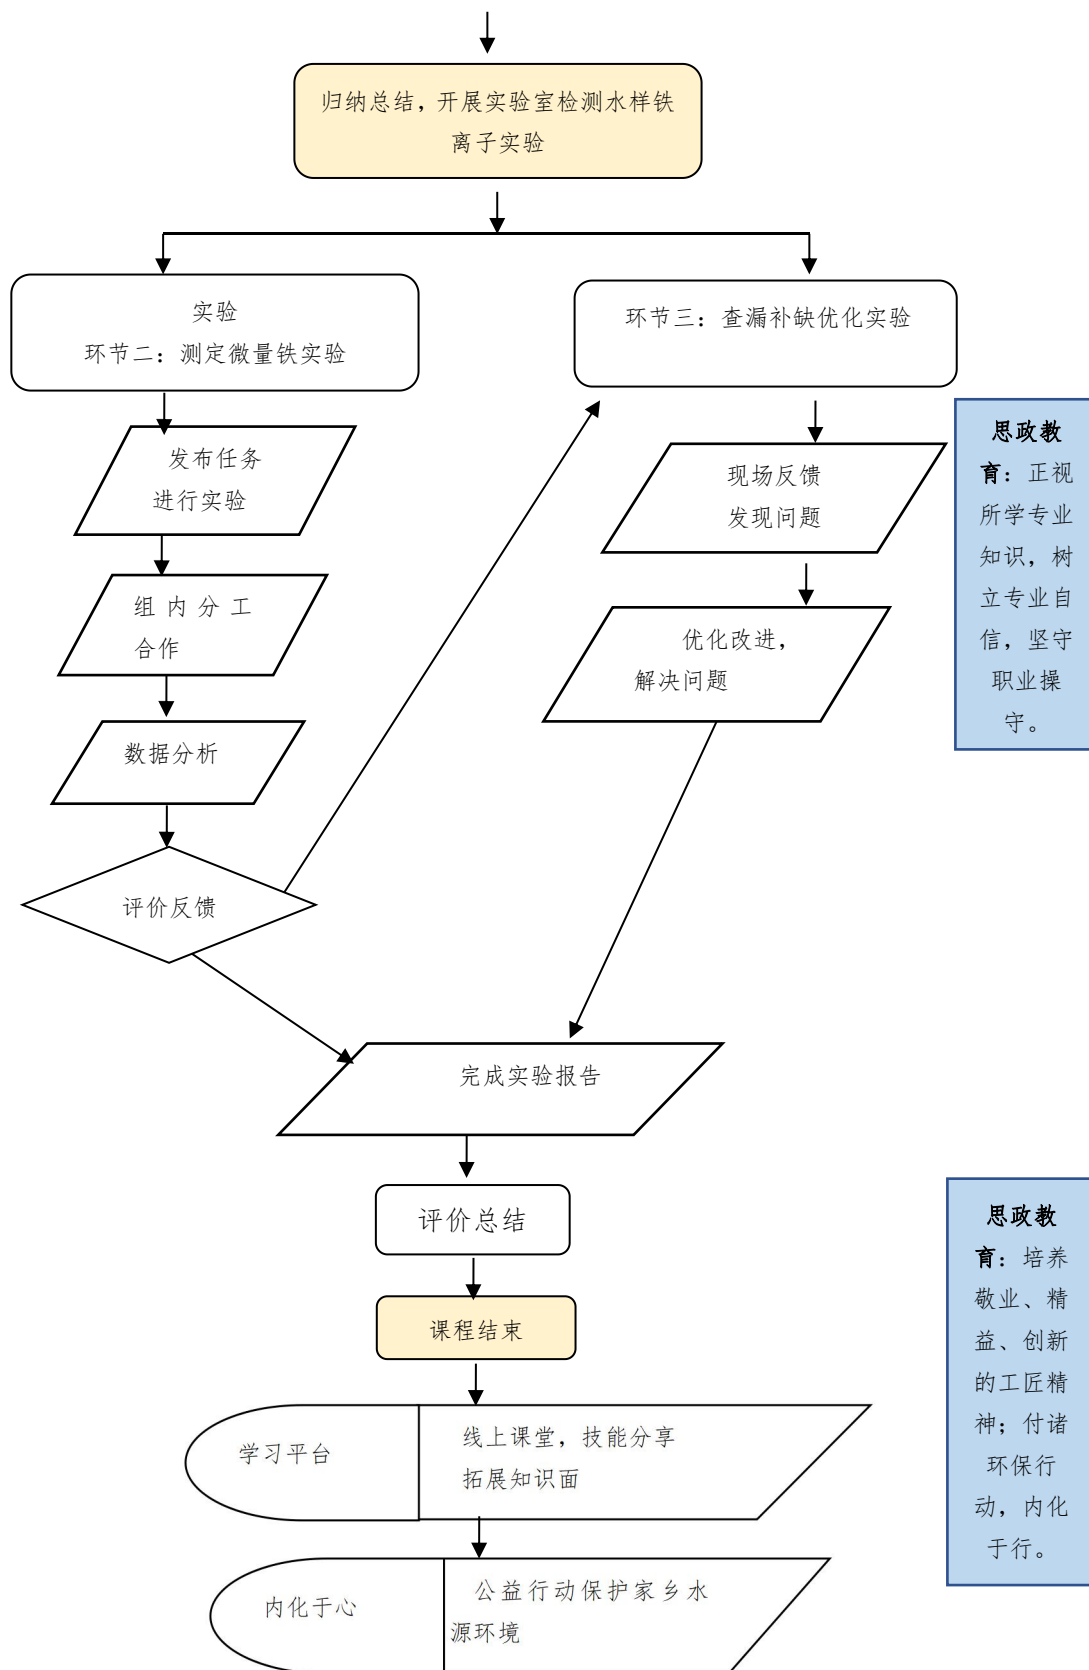 归纳总结，开展实验室检测水样铁
离子实验
实验
环节二：测定微量铁实验
环节三：查漏补缺优化实验
发布任务
进行实验
现场反馈
发现问题
思政教
育：正视
所学专业
知识，树
立专业自
信，坚守
职业操
守。
组内分工
合作
优化改进，
解决问题
数据分析
评价反馈
完成实验报告
评价总结
课程结束
思政教
育：培养
敬业、精
益、创新
的工匠精
神；付诸
环保行
动，内化
于行。
学习平台
线上课堂，技能分享
拓展知识面
内化于心
公益行动保护家乡水
源环境